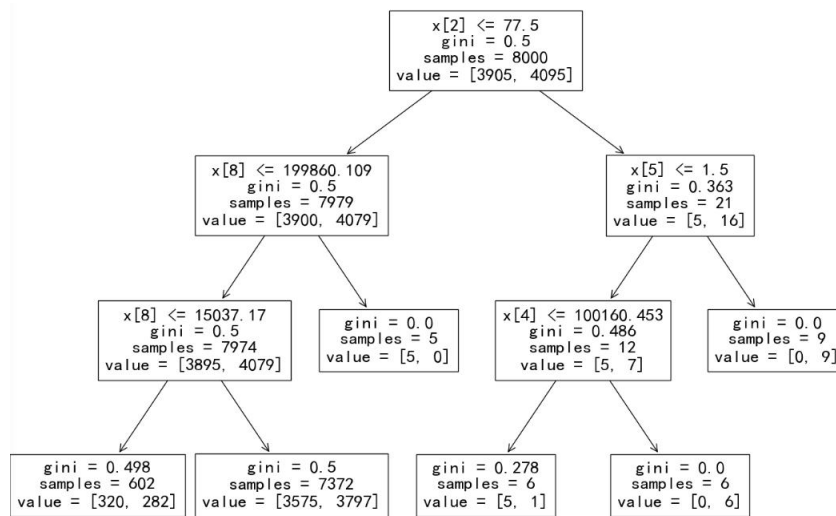 x[2] <= 77.5
gini = 0.5
samples = 8000
value = [3905, 4095]
x[8] <= 199860.109
gini = 0.5
samples = 7979
value = [3900, 4079]
x[5] <= 1.5
gini = 0.363
samples = 21
value = [5, 16]
x[8] <= 15037.17
gini = 0.5
samples = 7974
value = [3895, 4079]
gini = 0.0
samples = 5
value = [5, 0]
x[4] <= 100160.453
gini = 0.486
samples = 12
value = [5, 7]
gini = 0.0
samples = 9
value = [0, 9]
gini = 0.498
samples = 602
value = [320, 282]
gini = 0.5
samples = 7372
value = [3575, 3797]
gini = 0.278
samples = 6
value = [5, 1]
gini = 0.0
samples = 6
value = [0, 6]